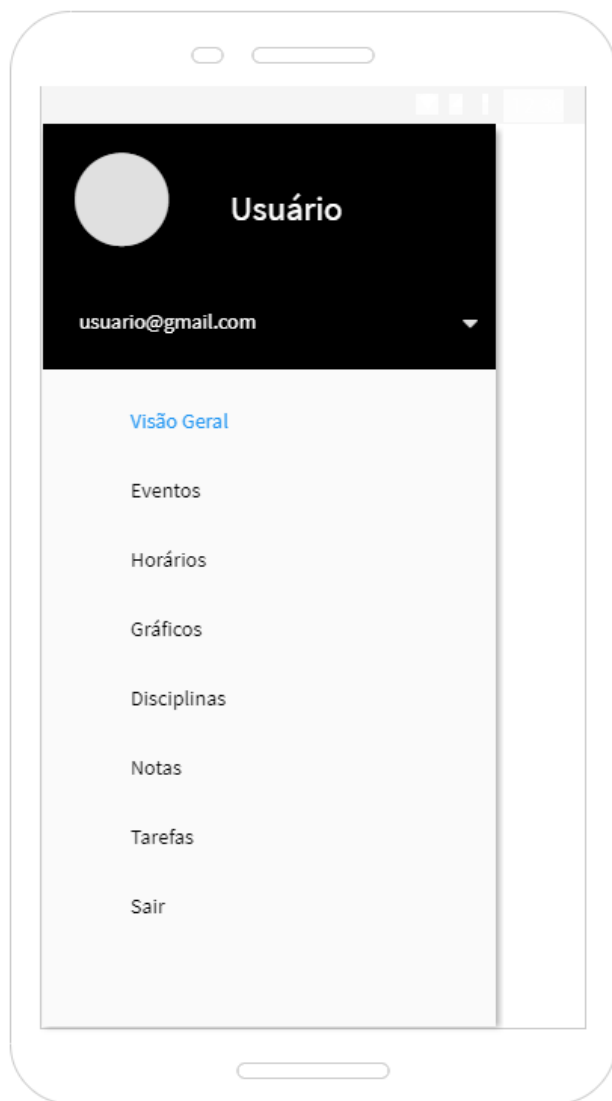 Usuário
usuario@gmail.com
Visão Geral
Eventos
Horários
Gráficos
Disciplinas
Notas
Tarefas
Sair